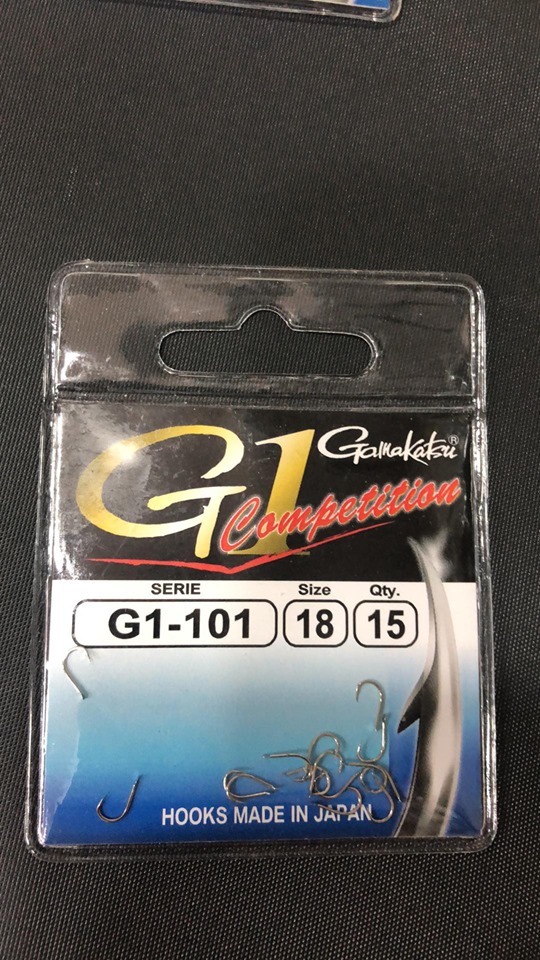 G1
Gamakatsu®
Competition
SERIE Size Qty.
G1-101 18 15
HOOKS MADE IN JAPAN